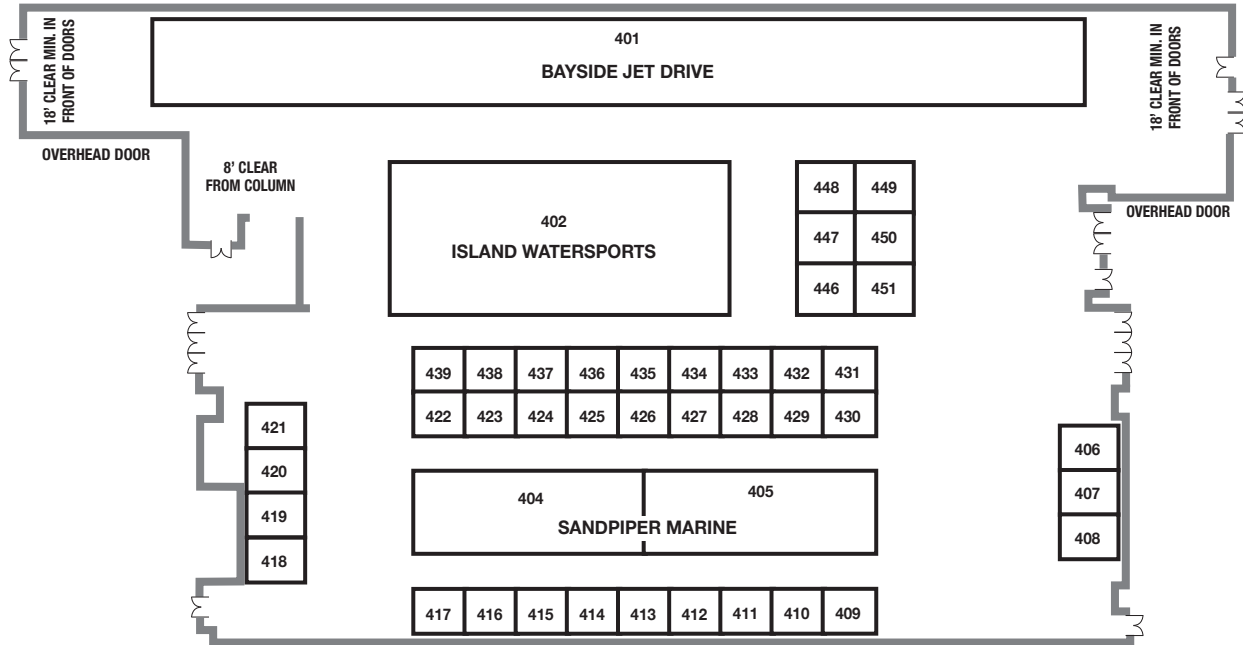 18' CLEAR MIN. IN
FRONT OF DOORS
401
BAYSIDE JET DRIVE
18' CLEAR MIN. IN
FRONT OF DOORS
OVERHEAD DOOR
8' CLEAR
FROM COLUMN
402
ISLAND WATERSPORTS
448 449
447 450
446 451
OVERHEAD DOOR
439 438 437 436 435 434 433 432 431
422 423 424 425 426 427 428 429 430
421
420
419
418
404 405
SANDPIPER MARINE
406
407
408
417 416 415 414 413 412 411 410 409